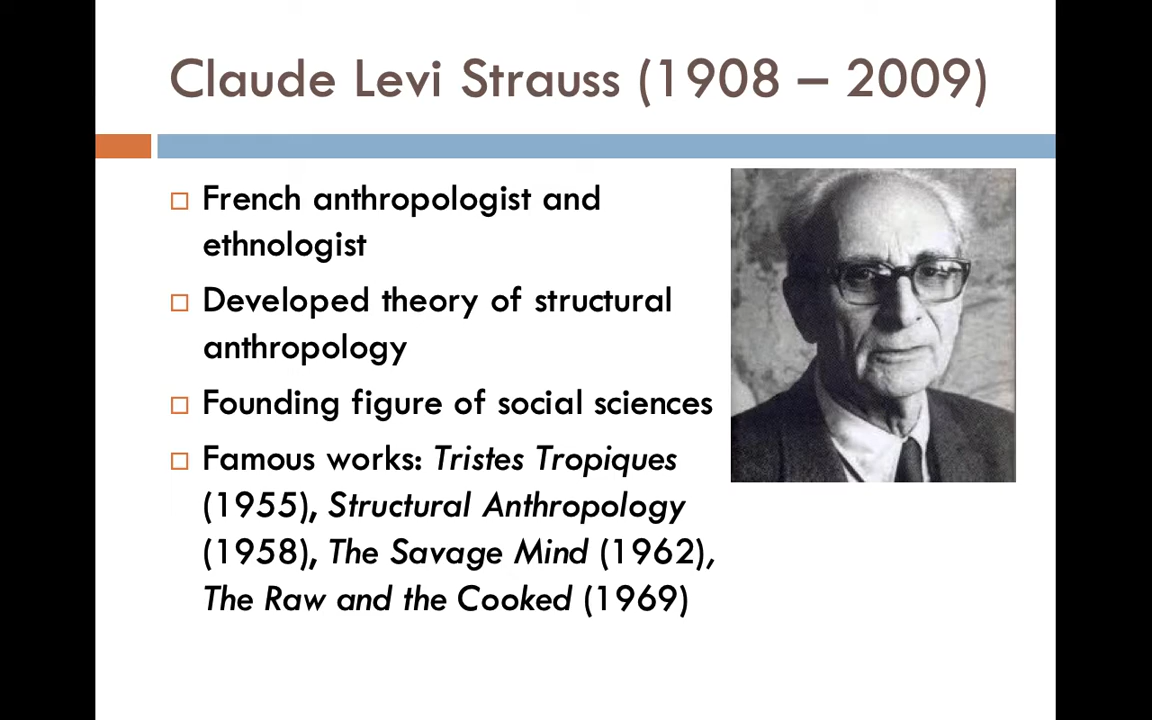 Claude Levi Strauss (1908 – 2009)
French anthropologist and
ethnologist
Developed theory of structural
anthropology
Founding figure of social sciences
Famous works: Tristes Tropiques
(1955), Structural Anthropology
(1958), The Savage Mind (1962),
The Raw and the Cooked (1969)